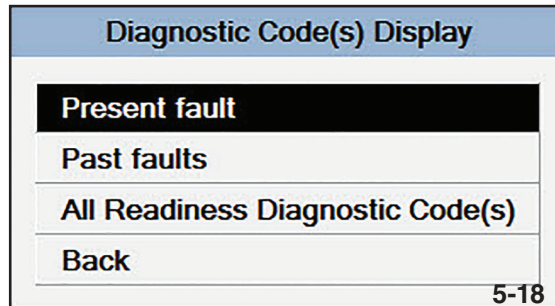 Diagnostic Code(s) Display
Present fault
Past faults
All Readiness Diagnostic Code(s)
Back
5-18